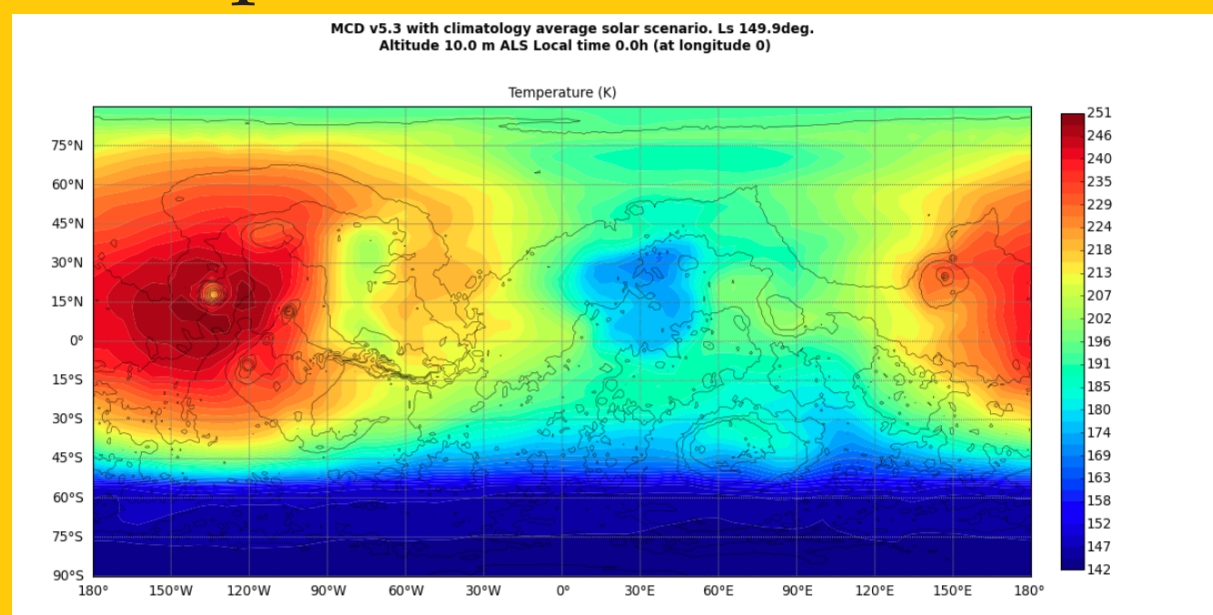 MCD v5.3 with climatology average solar scenario. Ls 149.9deg.
Altitude 10.0 m ALS Local time 0.0h (at longitude 0)
Temperature (K)
75°N
60°N
45°N
30°N
15°N
0°
15°S
30°S
45°S
60°S
75°S
90°S
180° 150°W 120°W 90°W 60°W 30°W 0° 30°E 60°E 90°E 120°E 150°E 180°
251
246
240
235
229
224
218
213
207
202
196
191
185
180
174
169
163
158
152
147
142